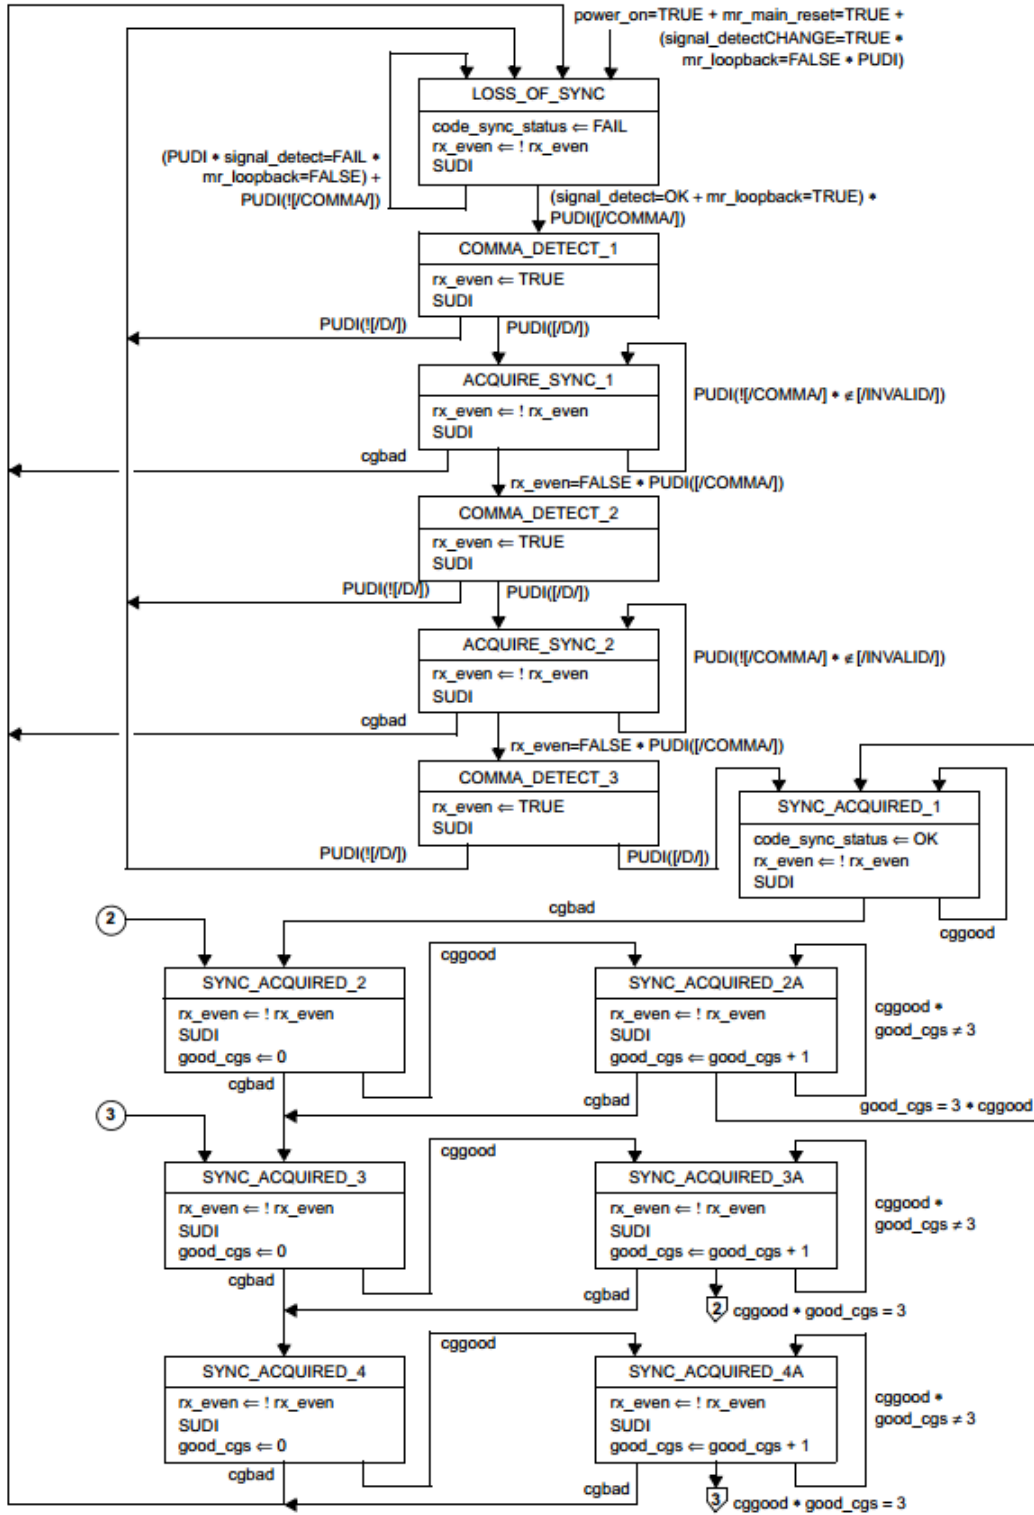 power_on=TRUE + mr_main_reset=TRUE +
(signal_detectCHANGE=TRUE ∗
mr_loopback=FALSE ∗ PUDI)
LOSS_OF_SYNC
code_sync_status ⇐ FAIL
rx_even ⇐ ! rx_even
SUDI
(PUDI ∗ signal_detect=FAIL ∗
mr_loopback=FALSE) +
PUDI(![/COMMA/])
(signal_detect=OK + mr_loopback=TRUE) ∗
PUDI([/COMMA/])
COMMA_DETECT_1
rx_even ⇐ TRUE
SUDI
PUDI(![/D/])
PUDI([/D/])
ACQUIRE_SYNC_1
rx_even ⇐ ! rx_even
SUDI
PUDI(![/COMMA/] ∗ ∉[/INVALID/])
cgbad
rx_even=FALSE ∗ PUDI([/COMMA/])
COMMA_DETECT_2
rx_even ⇐ TRUE
SUDI
PUDI(![/D/])
PUDI([/D/])
ACQUIRE_SYNC_2
rx_even ⇐ ! rx_even
SUDI
PUDI(![/COMMA/] ∗ ∉[/INVALID/])
cgbad
rx_even=FALSE ∗ PUDI([/COMMA/])
COMMA_DETECT_3
rx_even ⇐ TRUE
SUDI
PUDI(![/D/])
PUDI([/D/])
SYNC_ACQUIRED_1
code_sync_status ⇐ OK
rx_even ⇐ ! rx_even
SUDI
cgbad
cggood
2
SYNC_ACQUIRED_2
rx_even ⇐ ! rx_even
SUDI
good_cgs ⇐ 0
cggood
SYNC_ACQUIRED_2A
rx_even ⇐ ! rx_even
SUDI
good_cgs ⇐ good_cgs + 1
cggood ∗
good_cgs ≠ 3
cgbad
cgbad
good_cgs = 3 ∗ cggood
3
SYNC_ACQUIRED_3
rx_even ⇐ ! rx_even
SUDI
good_cgs ⇐ 0
cggood
SYNC_ACQUIRED_3A
rx_even ⇐ ! rx_even
SUDI
good_cgs ⇐ good_cgs + 1
cggood ∗
good_cgs ≠ 3
cgbad
cgbad
2 cggood ∗ good_cgs = 3
SYNC_ACQUIRED_4
rx_even ⇐ ! rx_even
SUDI
good_cgs ⇐ 0
cggood
SYNC_ACQUIRED_4A
rx_even ⇐ ! rx_even
SUDI
good_cgs ⇐ good_cgs + 1
cggood ∗
good_cgs ≠ 3
cgbad
cgbad
3 cggood ∗ good_cgs = 3